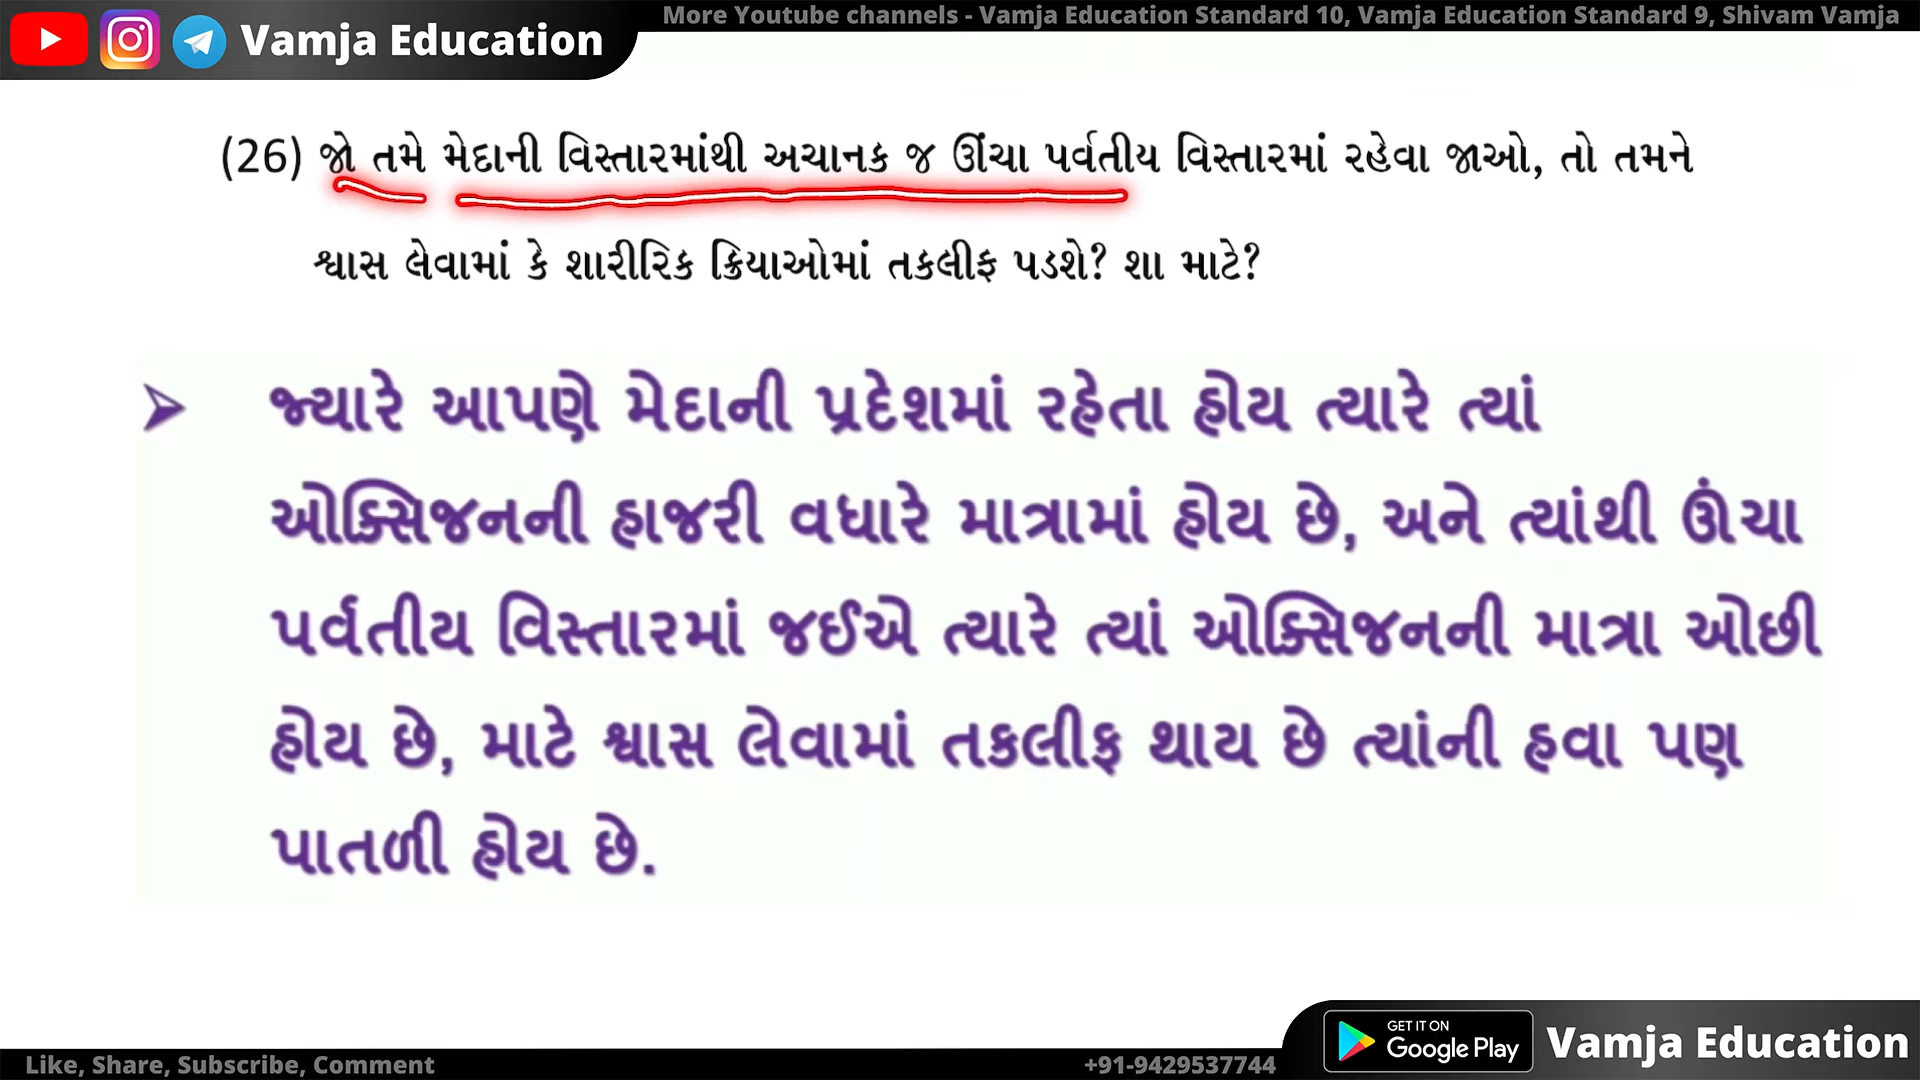 More Youtube channels - Vamja Education Standard 10, Vamja Education Standard 9, Shivam Vamja
Vamja Education
(26) જો તમે મેદાની વિસ્તારમાંથી અચાનક જ ઊંચા પર્વતીય વિસ્તારમાં રહેવા જાઓ, તો તમને
શ્વાસ લેવામાં કે શારીરિક ક્રિયાઓમાં તકલીફ પડશે? શા માટે?
➢ જ્યારે આપણે મેદાની પ્રદેશમાં રહેતા હોય ત્યારે ત્યાં
ઓક્સિજનની હાજરી વધારે માત્રામાં હોય છે, અને ત્યાંથી ઉંચા
પર્વતીય વિસ્તારમાં જઈએ ત્યારે ત્યાં ઓક્સિજનની માત્રા ઓછી
હોય છે, માટે શ્વાસ લેવામાં તકલીફ થાય છે ત્યાંની હવા પણ
પાતળી હોય છે.
GET IT ON
Google Play
Vamja Education
Like, Share, Subscribe, Comment
+91-9429537744